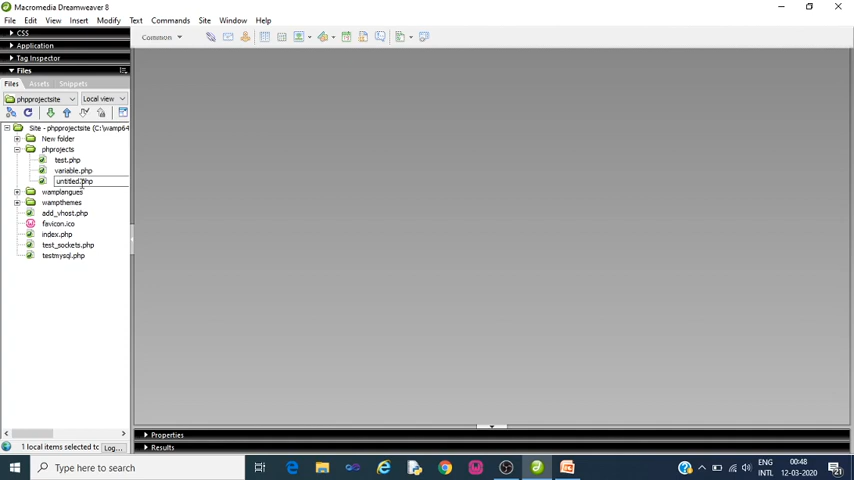 Macromedia Dreamweaver 8
File Edit View Insert Modify Text Commands Site Window Help
CSS
Common
Application
Tag Inspector
Files
Files Assets Snippets
phpprojectsite Local view
Site - phpprojectsite (C:\wamp64
New folder
phprojects
test.php
variable.php
untitled.php
wamplangues
wampthemes
add_vhost.php
favicon.ico
index.php
test_sockets.php
testmysql.php
Properties
1 local items selected to Log...
Results
Type here to search
ENG
INTL
00:48
12-03-2020
21